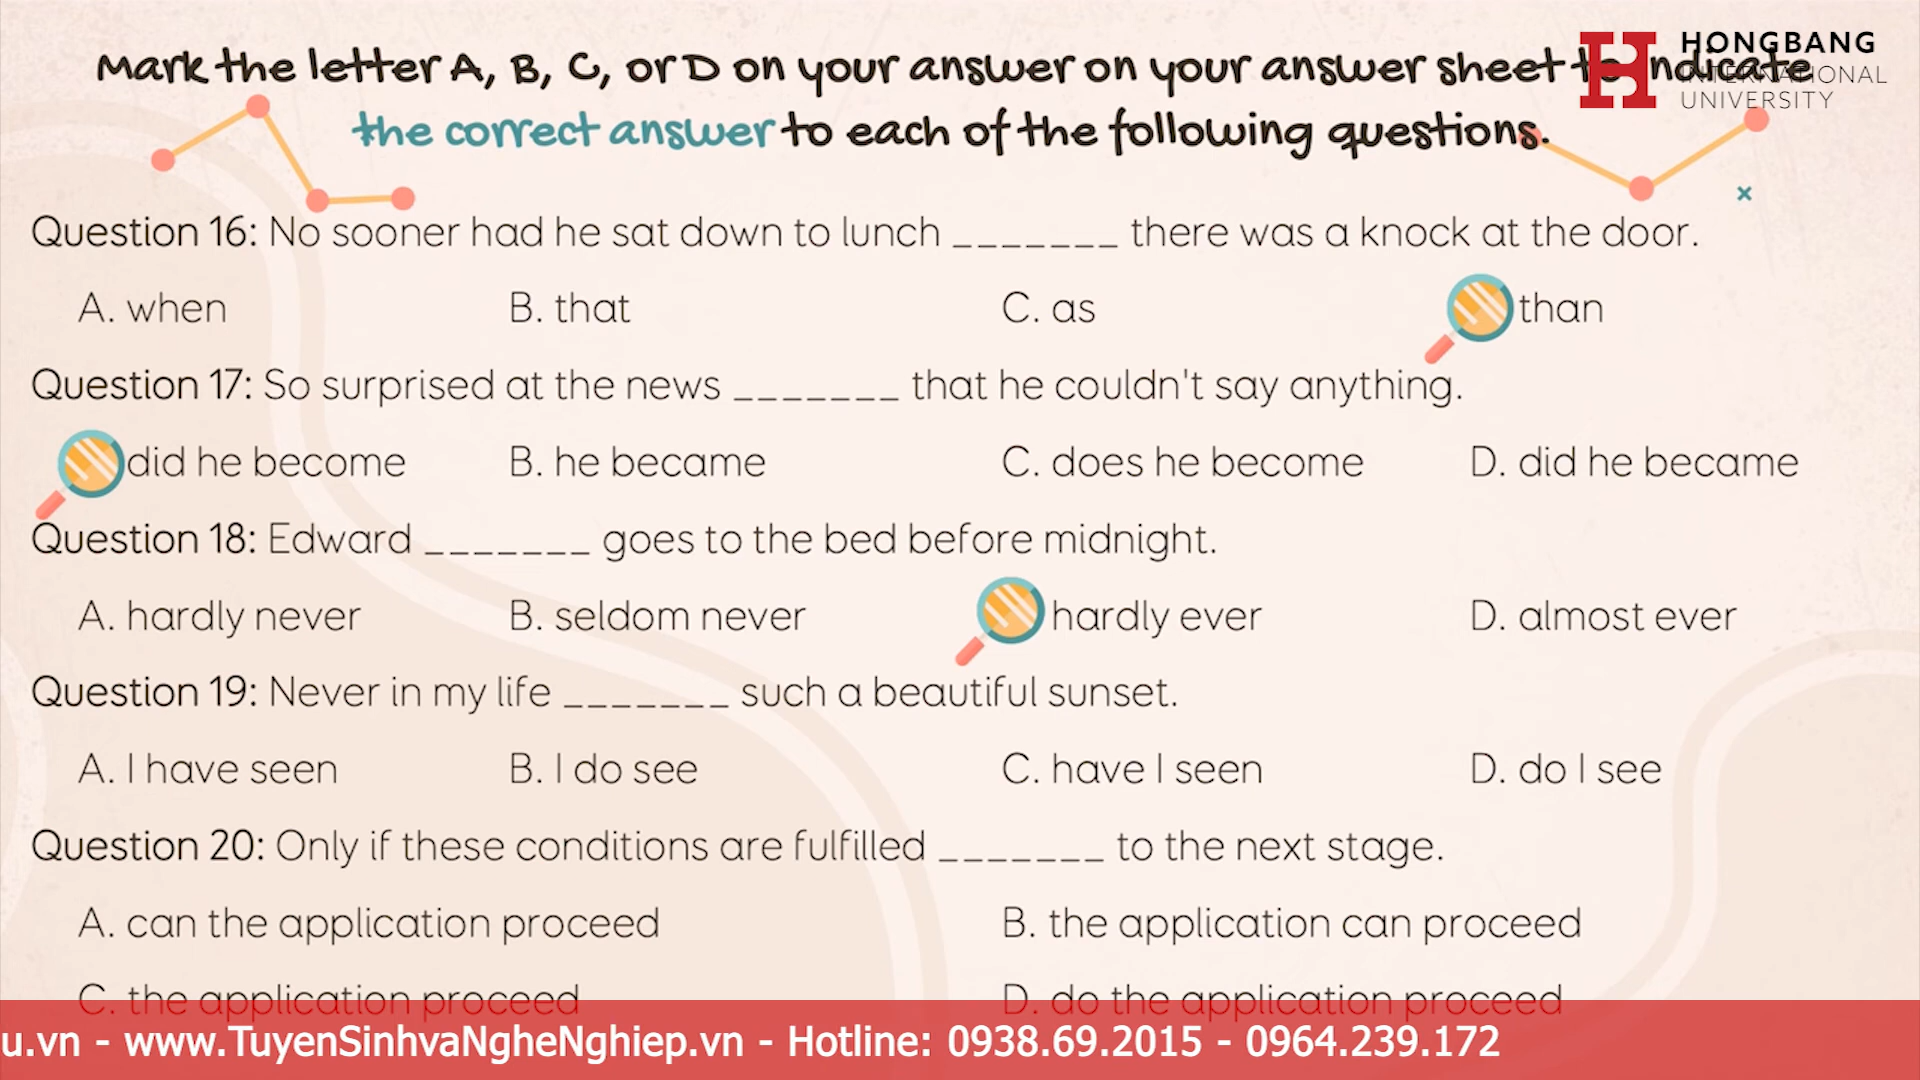 Mark the letter A, B, C, or D on your answer on your answer sheet to indicate
the correct answer to each of the following questions.
HONGBANG
INTERNATIONAL
UNIVERSITY
Question 16: No sooner had he sat down to lunch _______ there was a knock at the door.
A. when B. that C. as than
Question 17: So surprised at the news _______ that he couldn't say anything.
did he become B. he became C. does he become D. did he became
Question 18: Edward _______ goes to the bed before midnight.
A. hardly never B. seldom never hardly ever D. almost ever
Question 19: Never in my life _______ such a beautiful sunset.
A. I have seen B. I do see C. have I seen D. do I see
Question 20: Only if these conditions are fulfilled _______ to the next stage.
A. can the application proceed B. the application can proceed
C. the application proceed D. do the application proceed
u.vn - www.TuyenSinhvaNgheNghiep.vn - Hotline: 0938.69.2015 - 0964.239.172